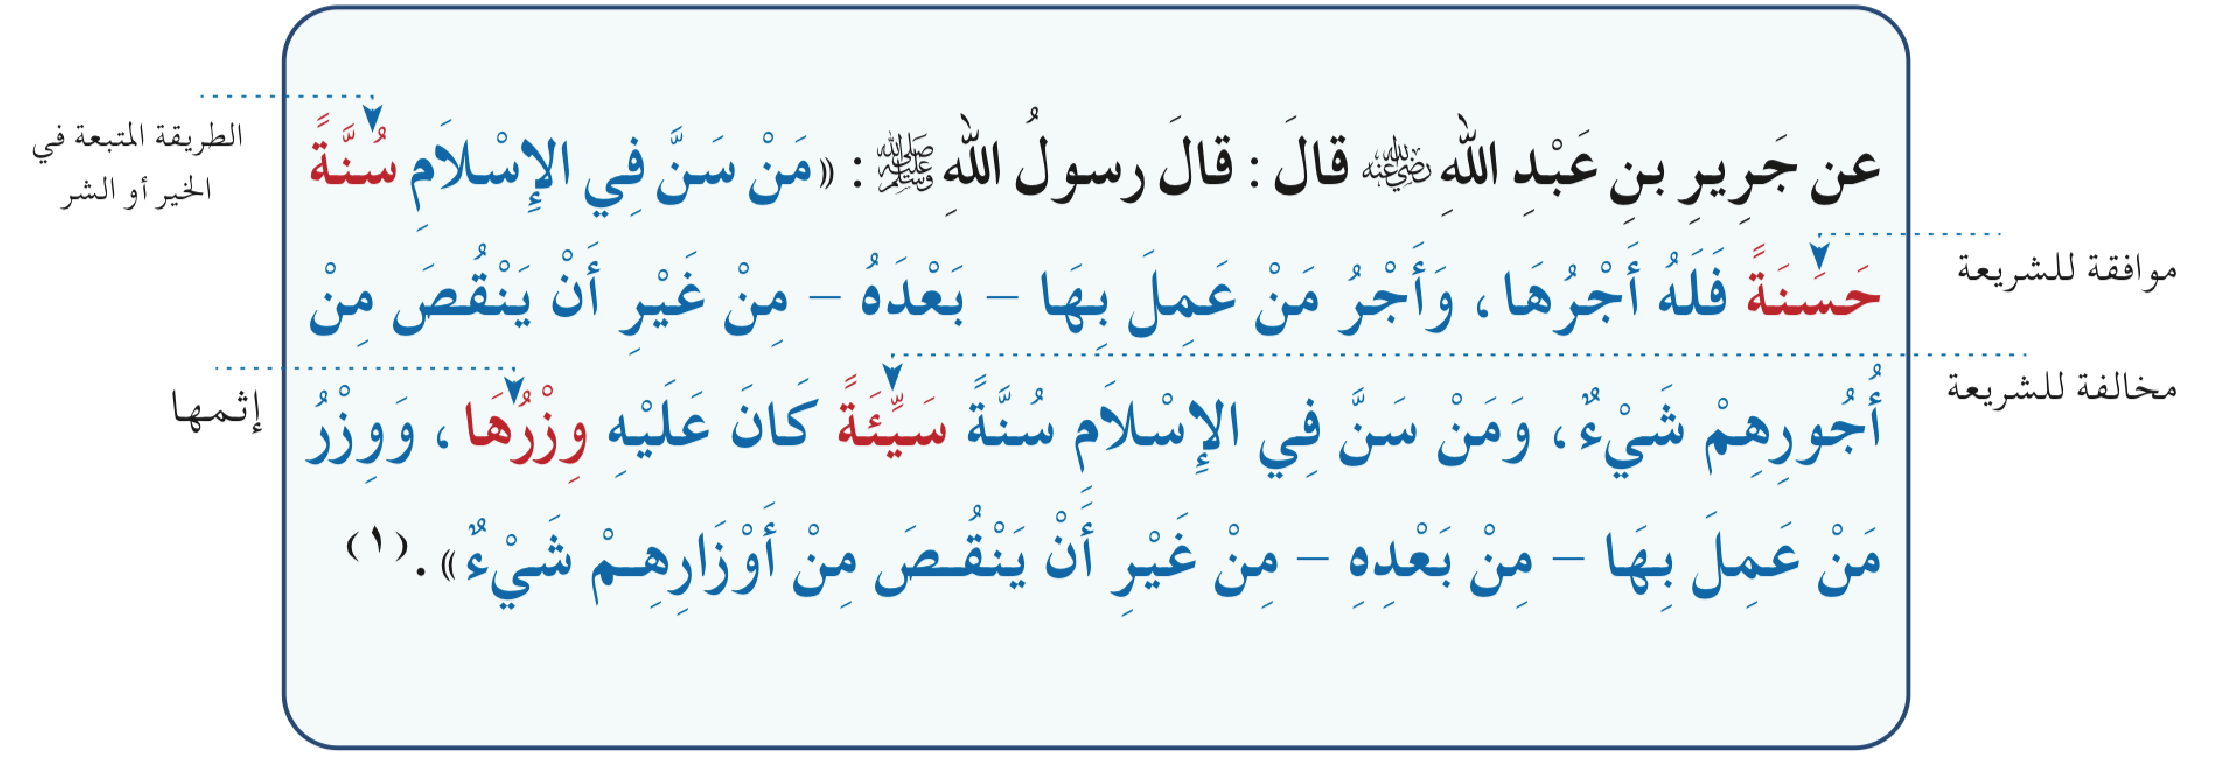 عن جَرِيرِ بنِ عَبْدِ اللهِ رضي الله عنه قالَ : قالَ رسولُ اللهِ ﷺ : «مَنْ سَنَّ فِي الإِسْلَامِ سُنَّةً
حَسَنَةً فَلَهُ أَجْرُهَا ، وَأَجْرُ مَنْ عَمِلَ بِهَا – بَعْدَهُ – مِنْ غَيْرِ أَنْ يَنْقُصَ مِنْ
أُجُورِهِمْ شَيْءٌ ، وَمَنْ سَنَّ فِي الإِسْلَام سُنَّةً سَيِّئَةً كَانَ عَلَيْهِ وِزْرُهَا ، وَوِزْرُ
مَنْ عَمِلَ بِهَا – مِنْ بَعْدِهِ – مِنْ غَيْرِ أَنْ يَنْقُصَ مِنْ أَوْزَارِهِمْ شَيْءٌ» . (١)
الطريقة المتبعة في
الخير أو الشر
موافقة للشريعة
مخالفة للشريعة
إثمها